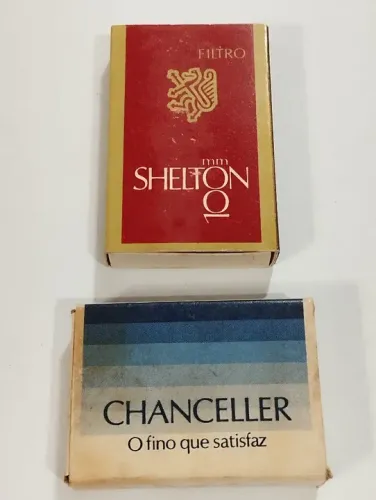 FILTRO
mm
SHELTON
100
CHANCELLER
O fino que satisfaz